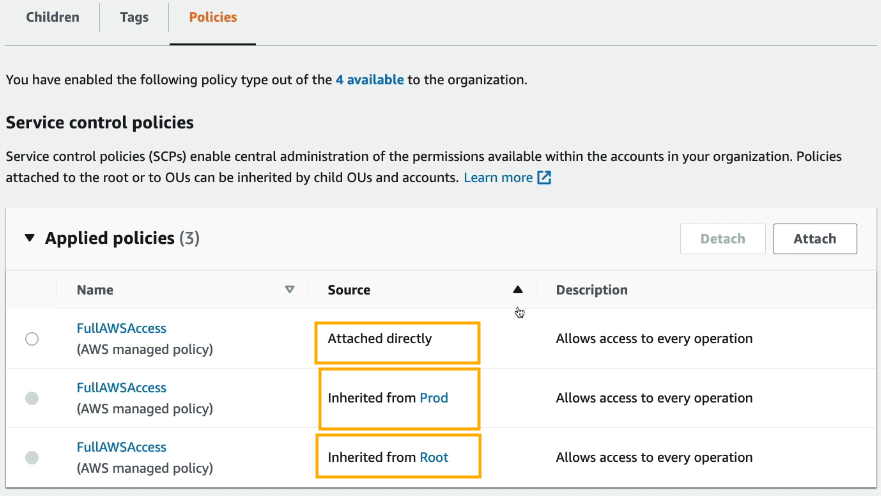 Children
Tags
Policies
You have enabled the following policy type out of the 4 available to the organization.
Service control policies
Service control policies (SCPs) enable central administration of the permissions available within the accounts in your organization. Policies
attached to the root or to OUs can be inherited by child OUs and accounts. Learn more
Applied policies (3)
Detach
Attach
Name
Source
Description
FullAWSAccess
(AWS managed policy)
Attached directly
Allows access to every operation
FullAWSAccess
(AWS managed policy)
Inherited from Prod
Allows access to every operation
FullAWSAccess
(AWS managed policy)
Inherited from Root
Allows access to every operation